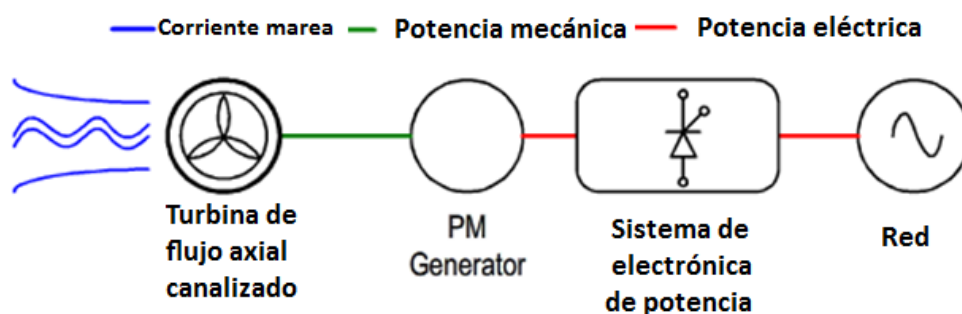 Corriente marea Potencia mecánica Potencia eléctrica
Turbina de
flujo axial
canalizado
PM
Generator
Sistema de
electrónica
de potencia
Red